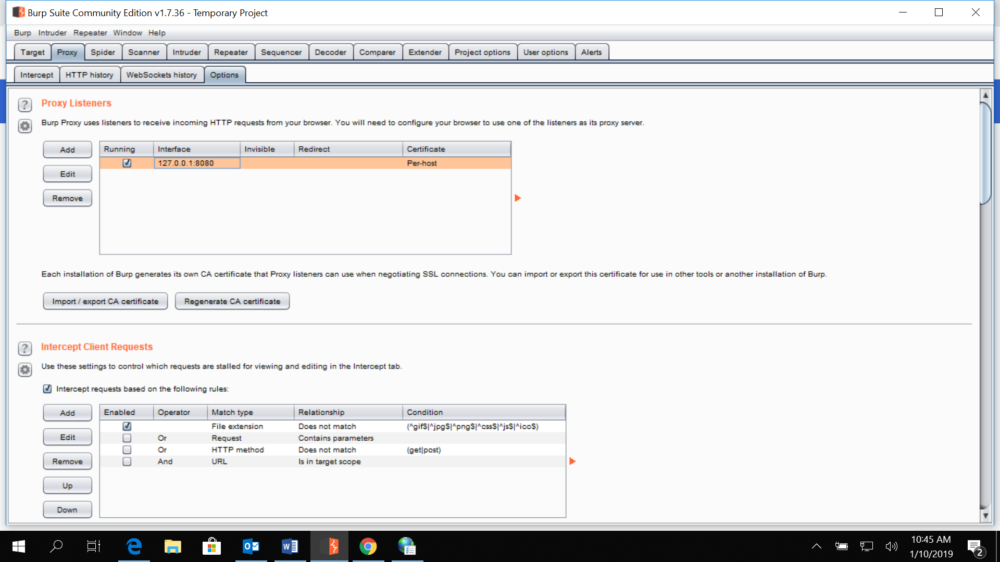 Burp Suite Community Edition v1.7.36 - Temporary Project
Burp Intruder Repeater Window Help
Target Proxy Spider Scanner Intruder Repeater Sequencer Decoder Comparer Extender Project options User options Alerts
Intercept HTTP history WebSockets history Options
? Proxy Listeners
Burp Proxy uses listeners to receive incoming HTTP requests from your browser. You will need to configure your browser to use one of the listeners as its proxy server.
Add
Edit
Remove
Running Interface Invisible Redirect Certificate
127.0.0.1:8080 Per-host
Each installation of Burp generates its own CA certificate that Proxy listeners can use when negotiating SSL connections. You can import or export this certificate for use in other tools or another installation of Burp.
Import / export CA certificate Regenerate CA certificate
? Intercept Client Requests
Use these settings to control which requests are stalled for viewing and editing in the Intercept tab.
Intercept requests based on the following rules:
Add
Edit
Remove
Up
Down
Enabled Operator Match type Relationship Condition
File extension Does not match (^gif$|^jpg$|^png$|^css$|^js$|^ico$)
Or Request Contains parameters
Or HTTP method Does not match (get|post)
And URL Is in target scope
10:45 AM
1/10/2019
2